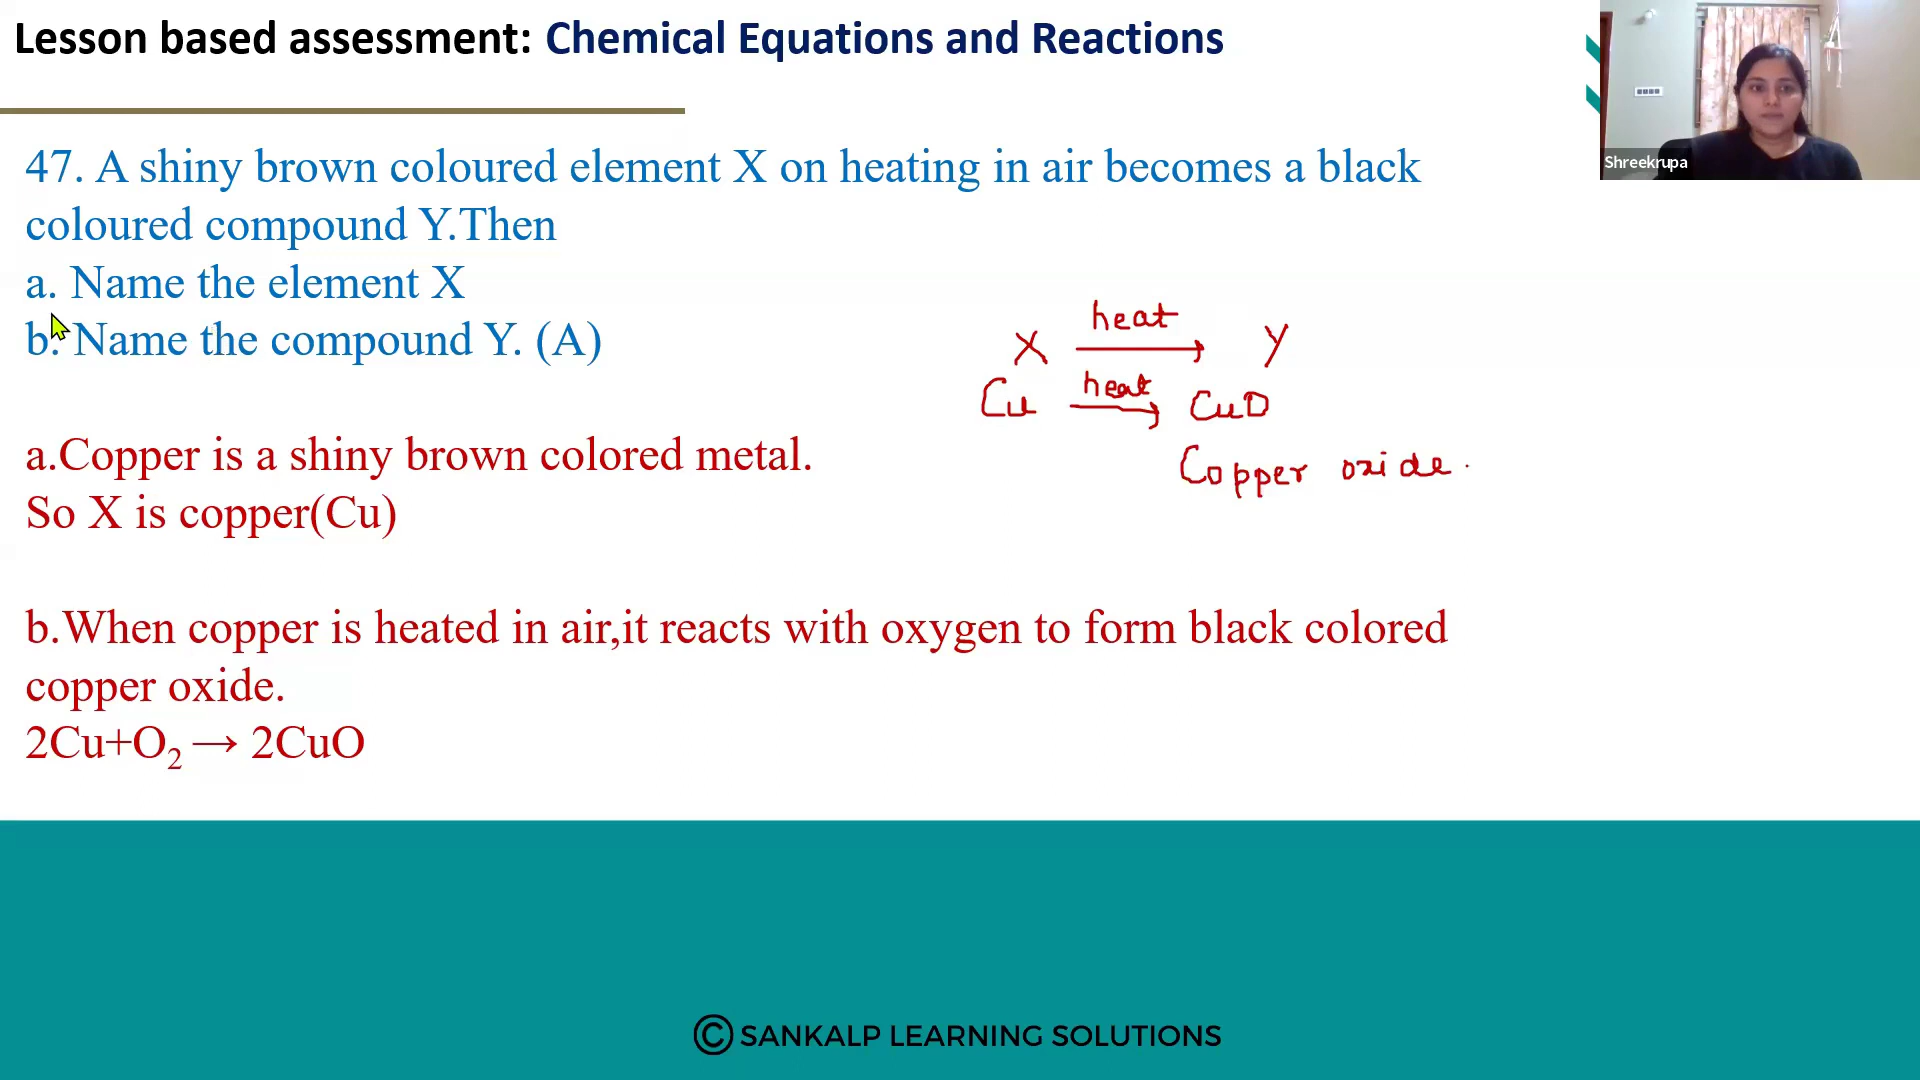 Lesson based assessment: Chemical Equations and Reactions
Shreekrupa
47. A shiny brown coloured element X on heating in air becomes a black
coloured compound Y.Then
a. Name the element X
b. Name the compound Y. (A)
X heat → Y
Cu heat → CuO
Copper oxide.
a.Copper is a shiny brown colored metal.
So X is copper(Cu)
b.When copper is heated in air,it reacts with oxygen to form black colored
copper oxide.
2Cu+O₂ → 2CuO
© SANKALP LEARNING SOLUTIONS